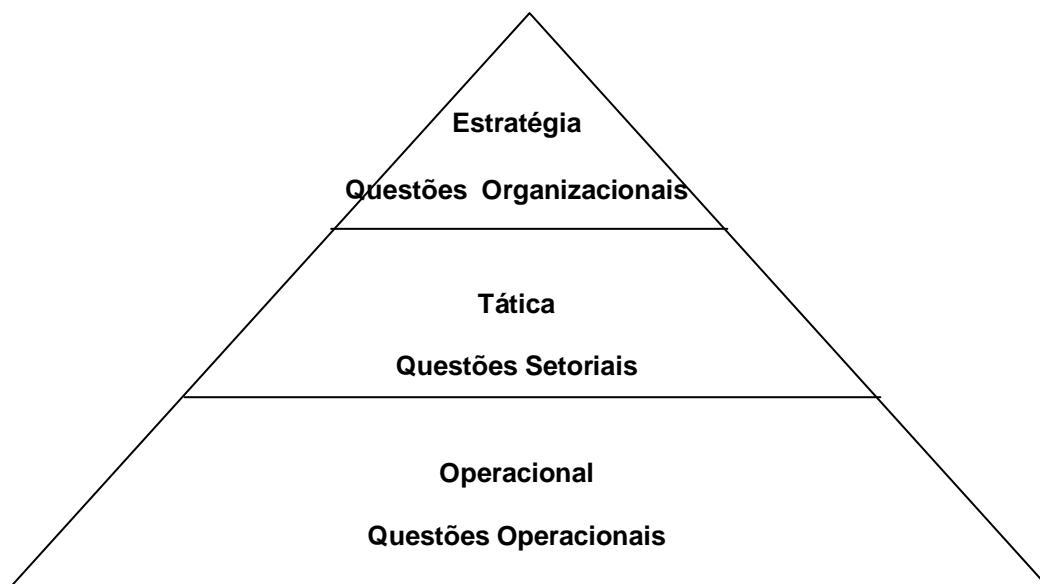 Estratégia
Questões Organizacionais
Tática
Questões Setoriais
Operacional
Questões Operacionais